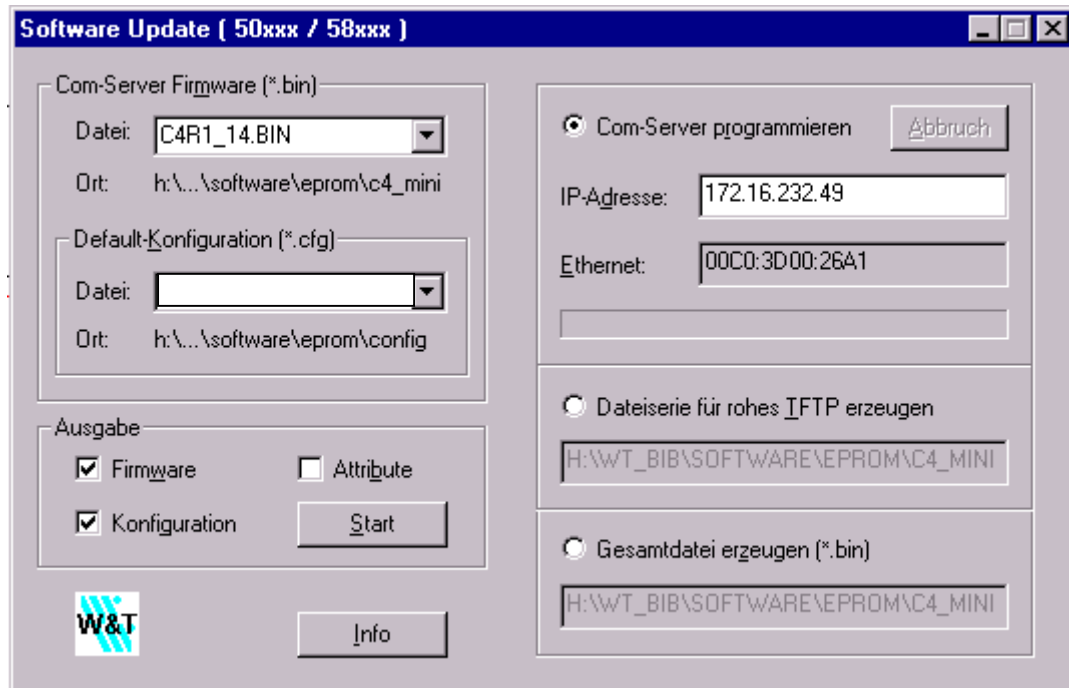 Software Update ( 50xxx / 58xxx )
Com-Server Firmware (*.bin)
Datei: C4R1_14.BIN
Ort: h:\...\software\eprom\c4_mini
Default-Konfiguration (*.cfg)
Datei:
Ort: h:\...\software\eprom\config
Ausgabe
Firmware
Attribute
Konfiguration
Start
W&T
Info
Com-Server programmieren
Abbruch
IP-Adresse: 172.16.232.49
Ethernet: 00C0:3D00:26A1
Dateiserie für rohes TFTP erzeugen
H:\WT_BIB\SOFTWARE\EPROM\C4_MINI
Gesamtdatei erzeugen (*.bin)
H:\WT_BIB\SOFTWARE\EPROM\C4_MINI